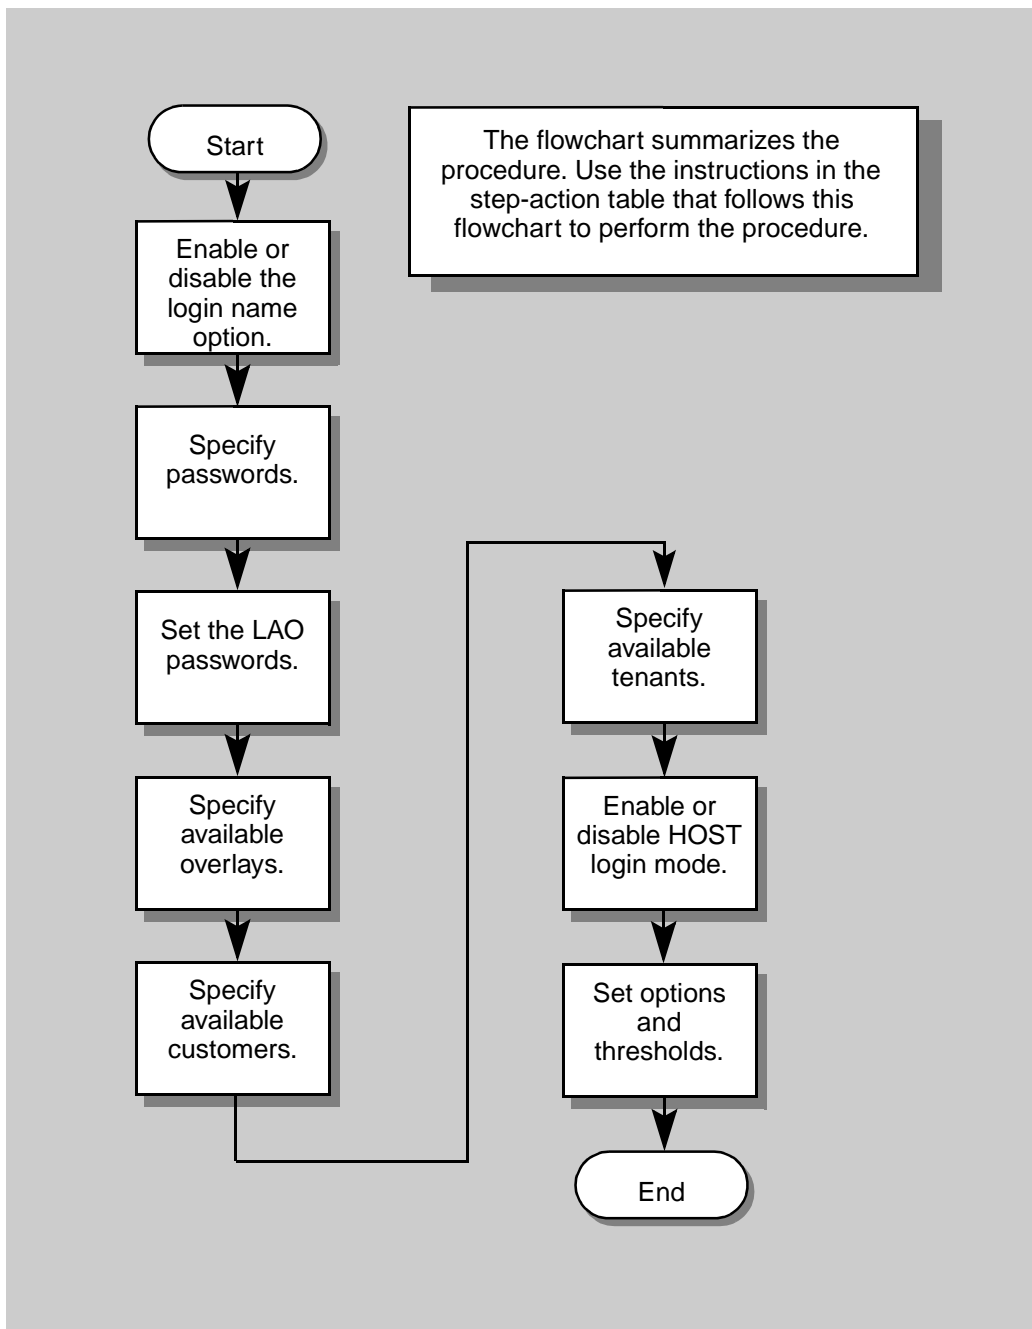 Start
The flowchart summarizes the
procedure. Use the instructions in the
step-action table that follows this
flowchart to perform the procedure.
Enable or
disable the
login name
option.
Specify
passwords.
Set the LAO
passwords.
Specify
available
overlays.
Specify
available
customers.
Specify
available
tenants.
Enable or
disable HOST
login mode.
Set options
and
thresholds.
End